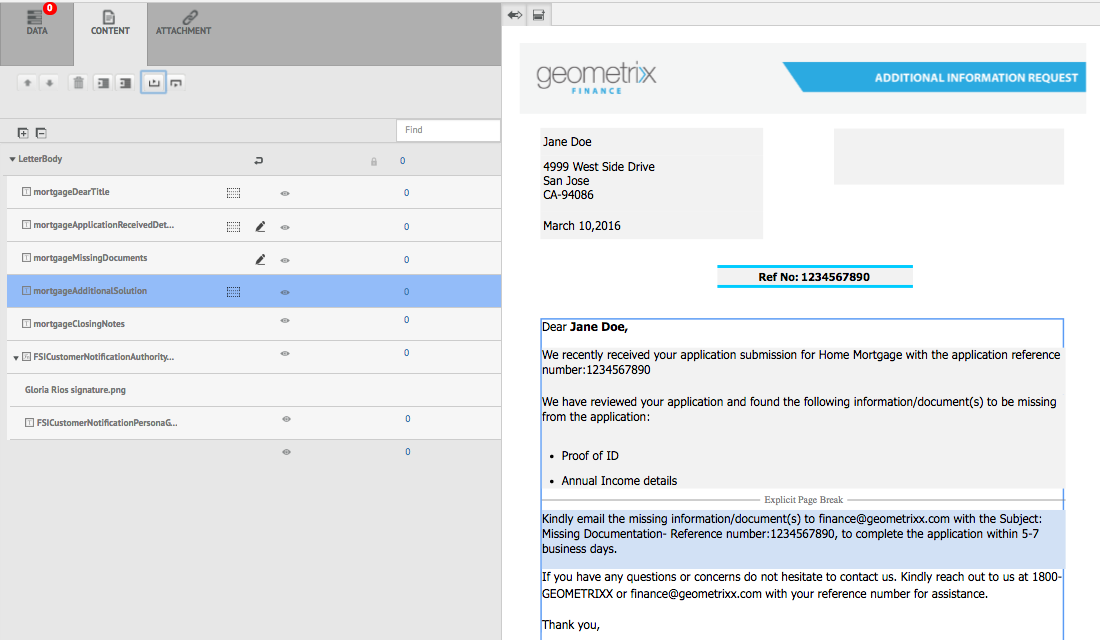 0
DATA
CONTENT
ATTACHMENT
Find
LetterBody 0
mortgageDearTitle 0
mortgageApplicationReceivedDet... 0
mortgageMissingDocuments 0
mortgageAdditionalSolution 0
mortgageClosingNotes 0
FSICustomerNotificationAuthority... 0
Gloria Rios signature.png
FSICustomerNotificationPersonaG... 0
0
geometrixx
FINANCE
ADDITIONAL INFORMATION REQUEST
Jane Doe
4999 West Side Drive
San Jose
CA-94086
March 10,2016
Ref No: 1234567890
Dear Jane Doe,
We recently received your application submission for Home Mortgage with the application reference
number:1234567890
We have reviewed your application and found the following information/document(s) to be missing
from the application:
• Proof of ID
• Annual Income details
Explicit Page Break
Kindly email the missing information/document(s) to finance@geometrixx.com with the Subject:
Missing Documentation- Reference number:1234567890, to complete the application within 5-7
business days.
If you have any questions or concerns do not hesitate to contact us. Kindly reach out to us at 1800-
GEOMETRIXX or finance@geometrixx.com with your reference number for assistance.
Thank you,